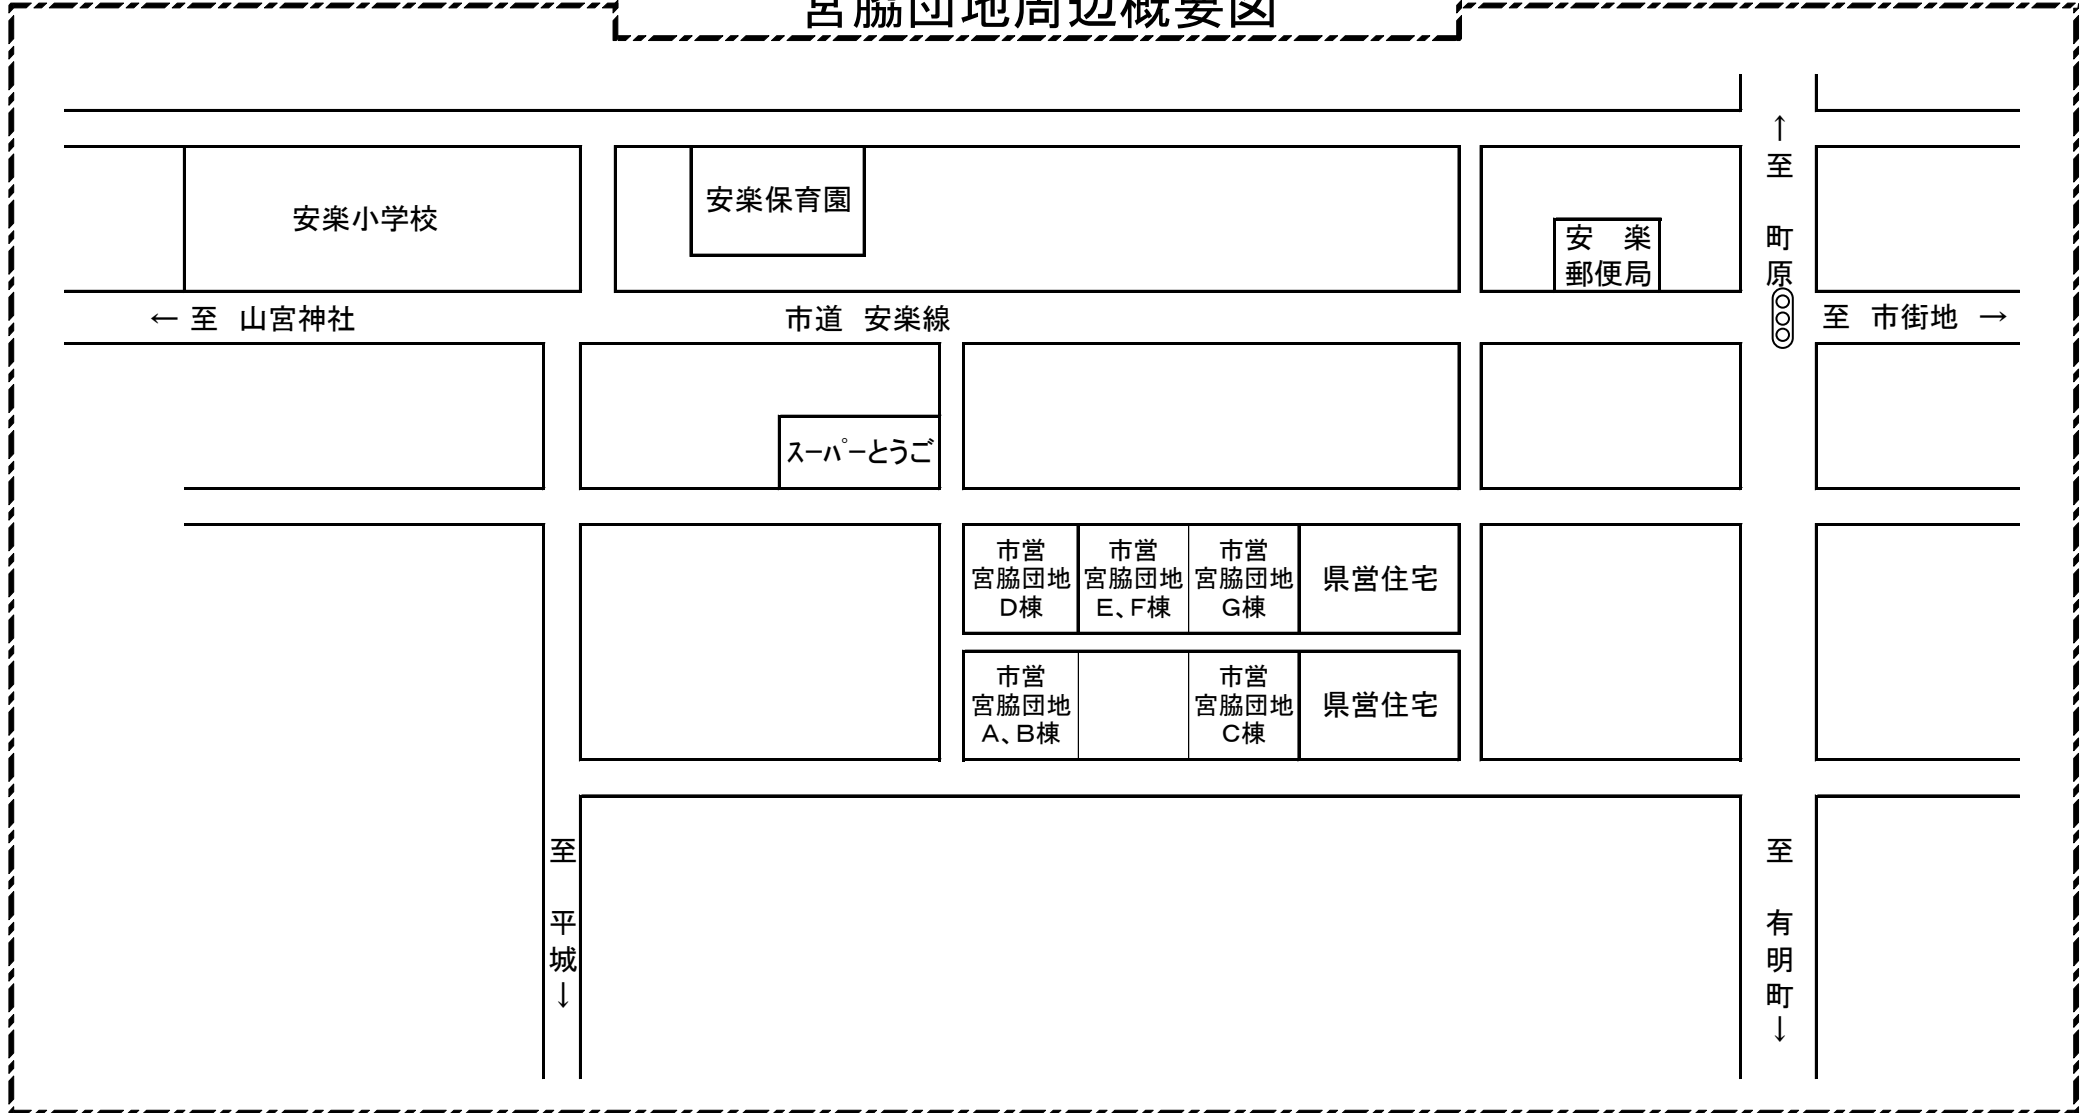 宮脇団地周辺概要図
↑
至
町
原
安楽保育園
安楽小学校
安　楽
郵便局
← 至　山宮神社
市道　安楽線
至　市街地　→
スーパーとうご
市営
宮脇団地
D棟
市営
宮脇団地
E、F棟
市営
宮脇団地
G棟
県営住宅
市営
宮脇団地
A、B棟
市営
宮脇団地
C棟
県営住宅
至
平
城
↓
至
有
明
町
↓